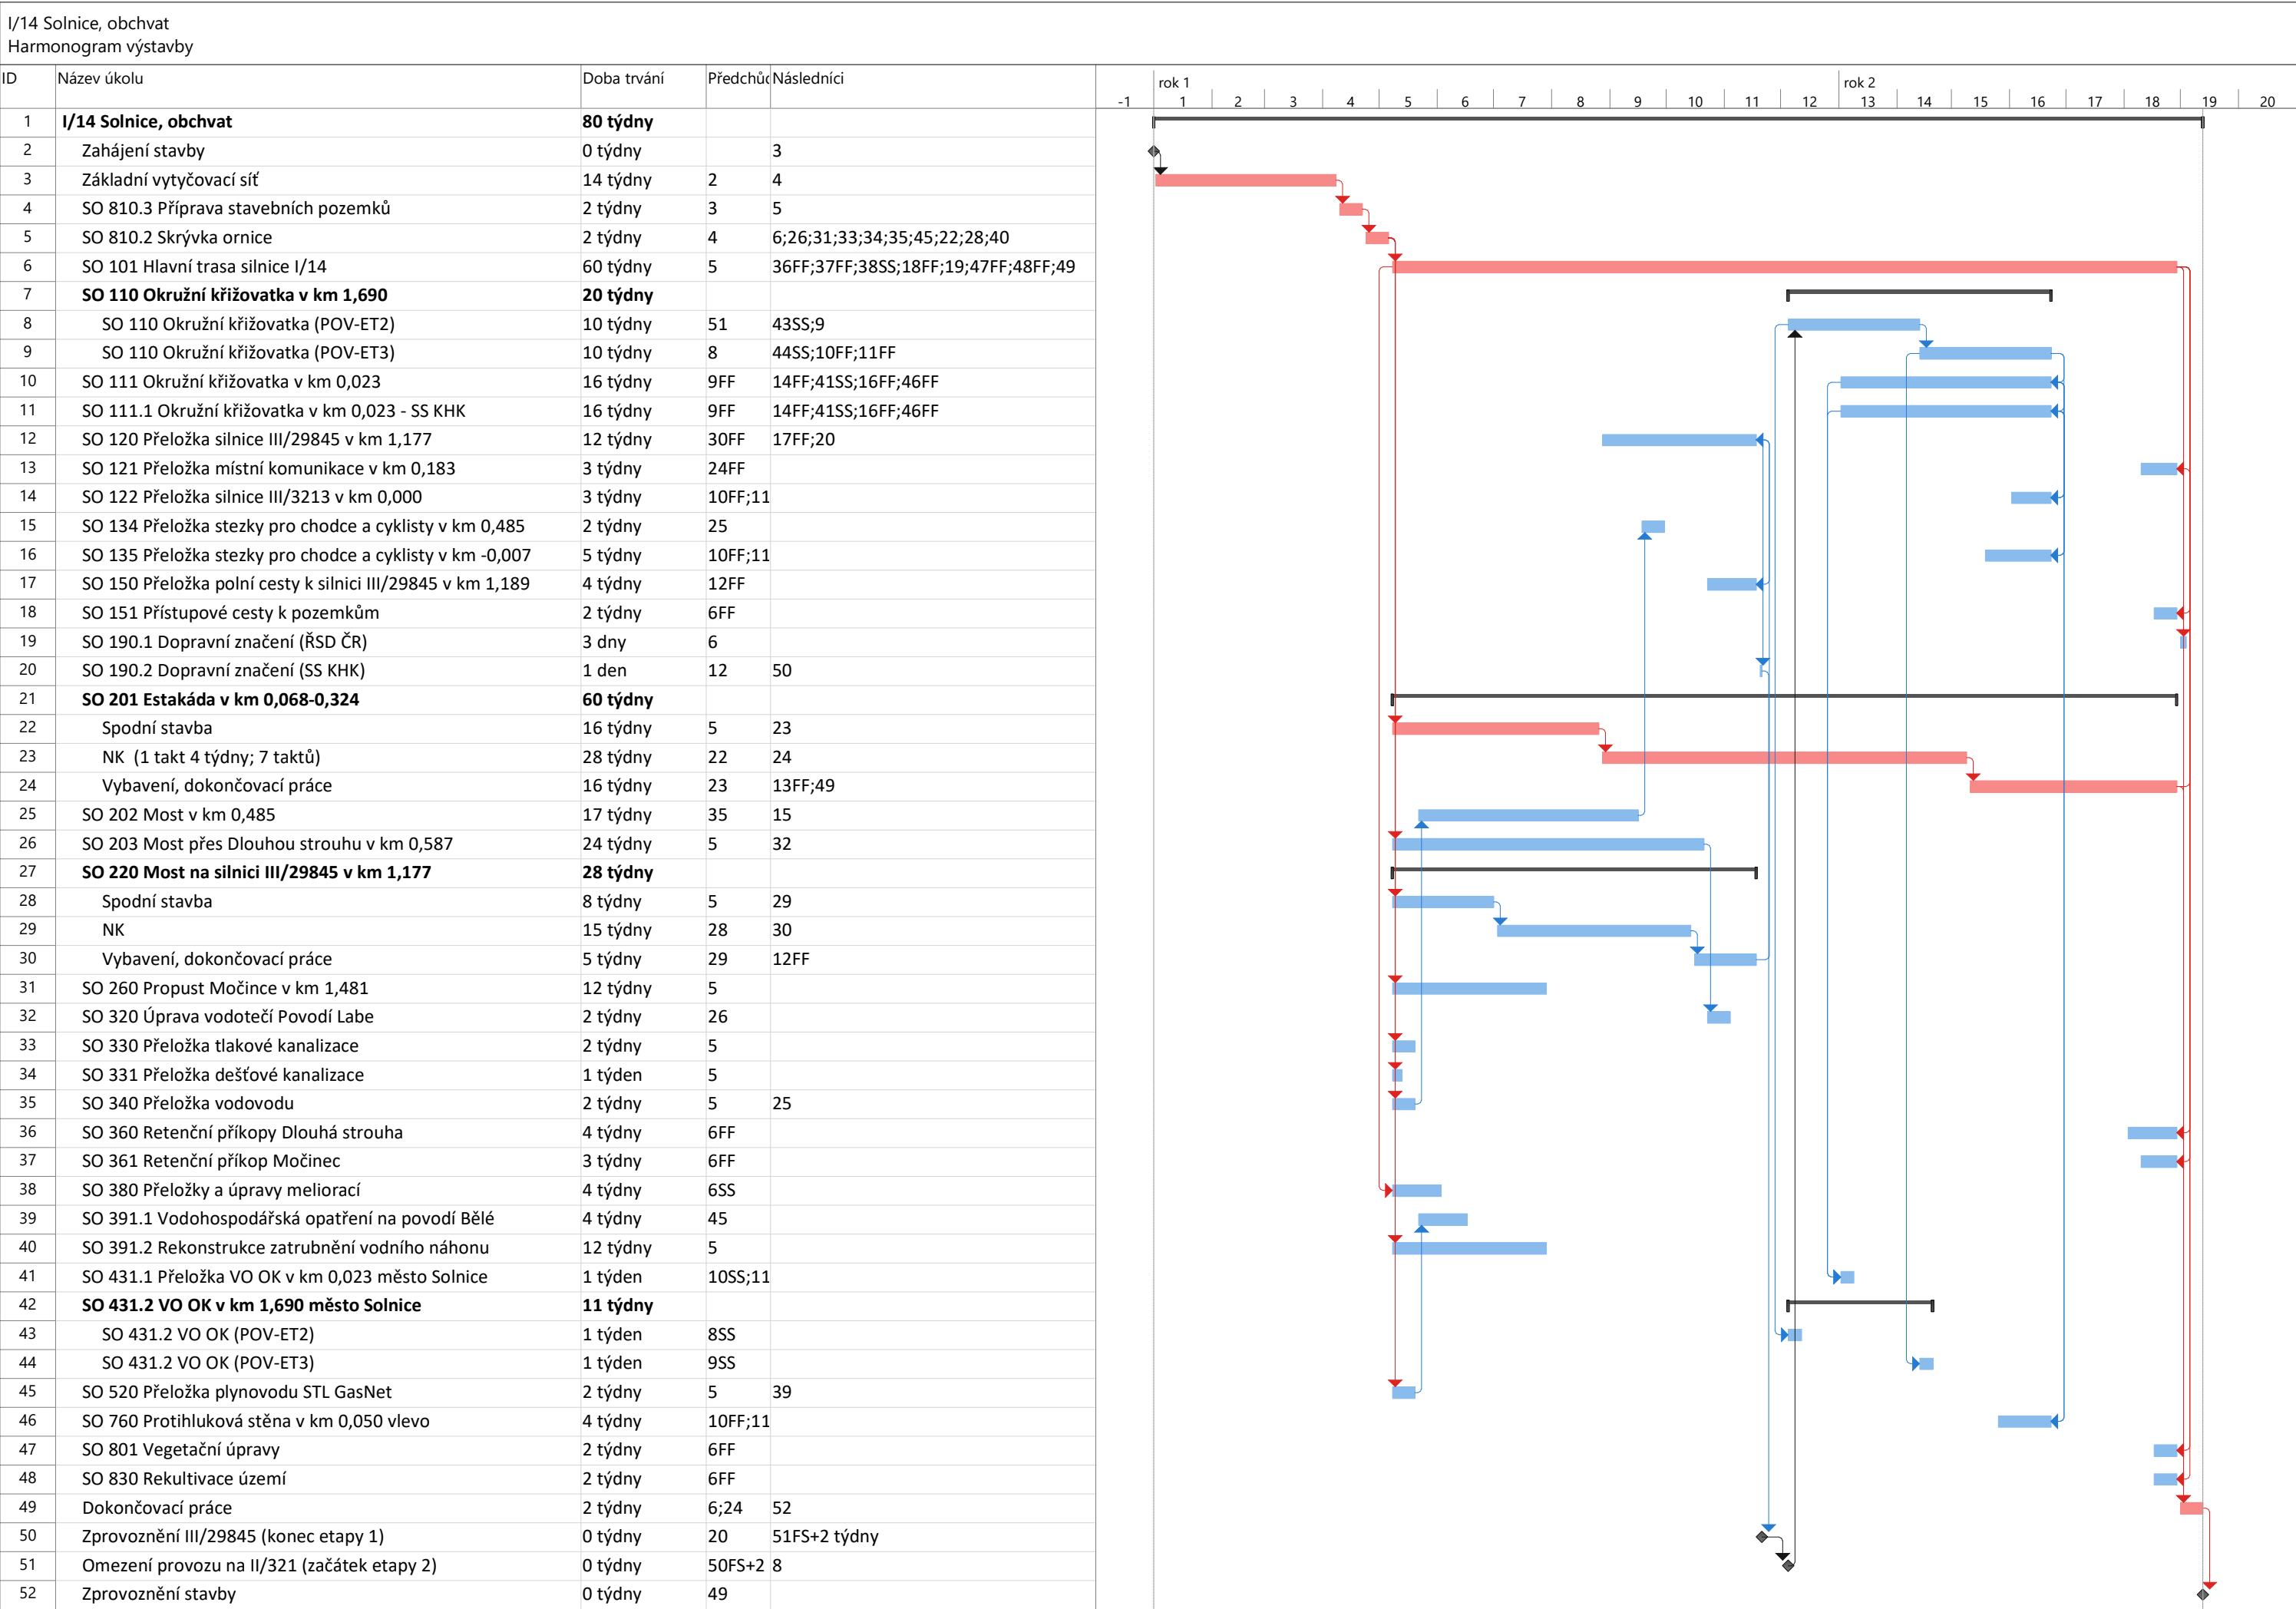 I/14 Solnice, obchvat
Harmonogram výstavby
ID Název úkolu Doba trvání Předchůd Následníci
rok 1 rok 2
-1 1 2 3 4 5 6 7 8 9 10 11 12 13 14 15 16 17 18 19 20
1 I/14 Solnice, obchvat 80 týdny
2 Zahájení stavby 0 týdny 3
3 Základní vytyčovací síť 14 týdny 2 4
4 SO 810.3 Příprava stavebních pozemků 2 týdny 3 5
5 SO 810.2 Skrývka ornice 2 týdny 4 6;26;31;33;34;35;45;22;28;40
6 SO 101 Hlavní trasa silnice I/14 60 týdny 5 36FF;37FF;38SS;18FF;19;47FF;48FF;49
7 SO 110 Okružní křižovatka v km 1,690 20 týdny
8 SO 110 Okružní křižovatka (POV-ET2) 10 týdny 51 43SS;9
9 SO 110 Okružní křižovatka (POV-ET3) 10 týdny 8 44SS;10FF;11FF
10 SO 111 Okružní křižovatka v km 0,023 16 týdny 9FF 14FF;41SS;16FF;46FF
11 SO 111.1 Okružní křižovatka v km 0,023 - SS KHK 16 týdny 9FF 14FF;41SS;16FF;46FF
12 SO 120 Přeložka silnice III/29845 v km 1,177 12 týdny 30FF 17FF;20
13 SO 121 Přeložka místní komunikace v km 0,183 3 týdny 24FF
14 SO 122 Přeložka silnice III/3213 v km 0,000 3 týdny 10FF;11
15 SO 134 Přeložka stezky pro chodce a cyklisty v km 0,485 2 týdny 25
16 SO 135 Přeložka stezky pro chodce a cyklisty v km -0,007 5 týdny 10FF;11
17 SO 150 Přeložka polní cesty k silnici III/29845 v km 1,189 4 týdny 12FF
18 SO 151 Přístupové cesty k pozemkům 2 týdny 6FF
19 SO 190.1 Dopravní značení (ŘSD ČR) 3 dny 6
20 SO 190.2 Dopravní značení (SS KHK) 1 den 12 50
21 SO 201 Estakáda v km 0,068-0,324 60 týdny
22 Spodní stavba 16 týdny 5 23
23 NK (1 takt 4 týdny; 7 taktů) 28 týdny 22 24
24 Vybavení, dokončovací práce 16 týdny 23 13FF;49
25 SO 202 Most v km 0,485 17 týdny 35 15
26 SO 203 Most přes Dlouhou strouhu v km 0,587 24 týdny 5 32
27 SO 220 Most na silnici III/29845 v km 1,177 28 týdny
28 Spodní stavba 8 týdny 5 29
29 NK 15 týdny 28 30
30 Vybavení, dokončovací práce 5 týdny 29 12FF
31 SO 260 Propust Močince v km 1,481 12 týdny 5
32 SO 320 Úprava vodotečí Povodí Labe 2 týdny 26
33 SO 330 Přeložka tlakové kanalizace 2 týdny 5
34 SO 331 Přeložka dešťové kanalizace 1 týden 5
35 SO 340 Přeložka vodovodu 2 týdny 5 25
36 SO 360 Retenční příkopy Dlouhá strouha 4 týdny 6FF
37 SO 361 Retenční příkop Močinec 3 týdny 6FF
38 SO 380 Přeložky a úpravy meliorací 4 týdny 6SS
39 SO 391.1 Vodohospodářská opatření na povodí Bělé 4 týdny 45
40 SO 391.2 Rekonstrukce zatrubnění vodního náhonu 12 týdny 5
41 SO 431.1 Přeložka VO OK v km 0,023 město Solnice 1 týden 10SS;11
42 SO 431.2 VO OK v km 1,690 město Solnice 11 týdny
43 SO 431.2 VO OK (POV-ET2) 1 týden 8SS
44 SO 431.2 VO OK (POV-ET3) 1 týden 9SS
45 SO 520 Přeložka plynovodu STL GasNet 2 týdny 5 39
46 SO 760 Protihluková stěna v km 0,050 vlevo 4 týdny 10FF;11
47 SO 801 Vegetační úpravy 2 týdny 6FF
48 SO 830 Rekultivace území 2 týdny 6FF
49 Dokončovací práce 2 týdny 6;24 52
50 Zprovoznění III/29845 (konec etapy 1) 0 týdny 20 51FS+2 týdny
51 Omezení provozu na II/321 (začátek etapy 2) 0 týdny 50FS+2 8
52 Zprovoznění stavby 0 týdny 49